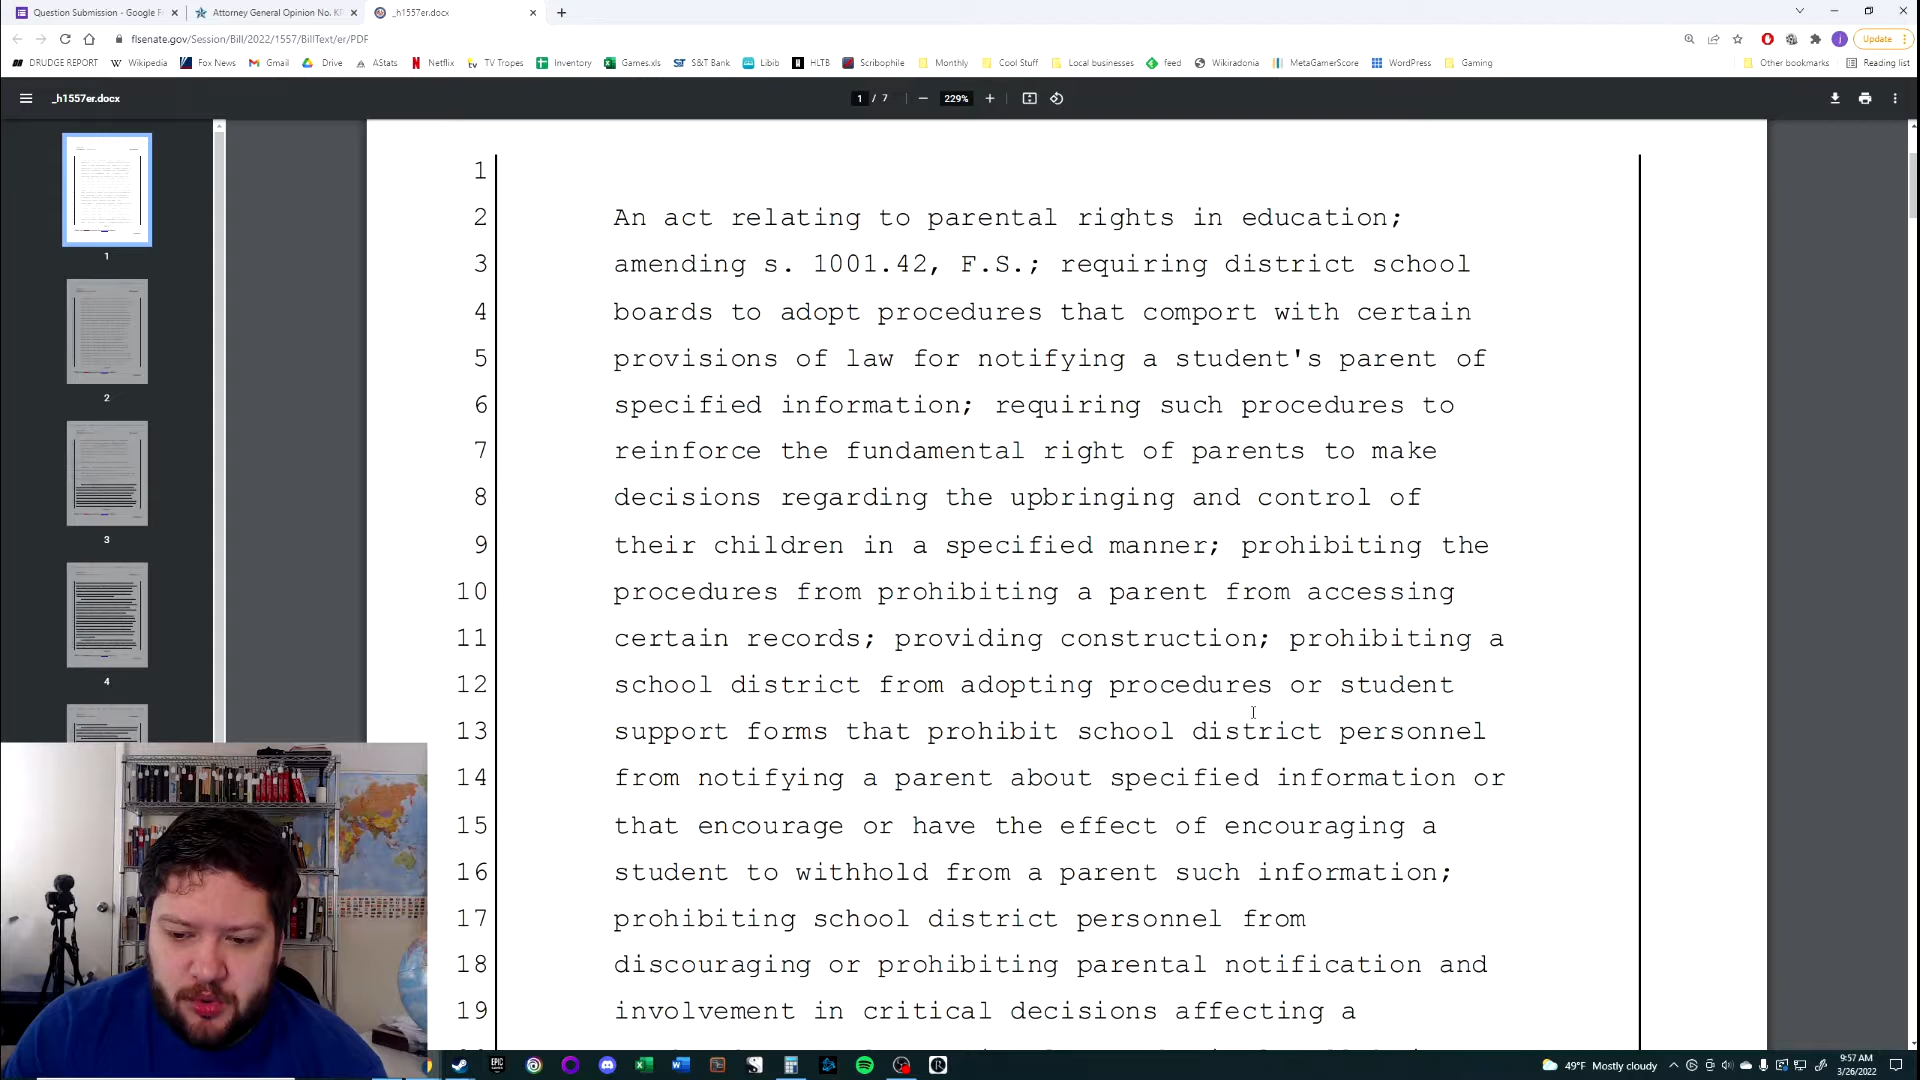 Question Submission - Google F
Attorney General Opinion No. KF
_h1557er.docx
flsenate.gov/Session/Bill/2022/1557/BillText/er/PDF
Update
DRUDGE REPORT
Wikipedia
Fox News
Gmail
Drive
AStats
Netflix
TV Tropes
Inventory
Games.xls
S&T Bank
Libib
HLTB
Scribophile
Monthly
Cool Stuff
Local businesses
feed
Wikiradonia
MetaGamerScore
WordPress
Gaming
Other bookmarks
Reading list
_h1557er.docx
1 / 7
229%
1
2 An act relating to parental rights in education;
3 amending s. 1001.42, F.S.; requiring district school
4 boards to adopt procedures that comport with certain
5 provisions of law for notifying a student's parent of
6 specified information; requiring such procedures to
7 reinforce the fundamental right of parents to make
8 decisions regarding the upbringing and control of
9 their children in a specified manner; prohibiting the
10 procedures from prohibiting a parent from accessing
11 certain records; providing construction; prohibiting a
12 school district from adopting procedures or student
13 support forms that prohibit school district personnel
14 from notifying a parent about specified information or
15 that encourage or have the effect of encouraging a
16 student to withhold from a parent such information;
17 prohibiting school district personnel from
18 discouraging or prohibiting parental notification and
19 involvement in critical decisions affecting a
1
2
3
4
49°F Mostly cloudy
9:57 AM
3/26/2022